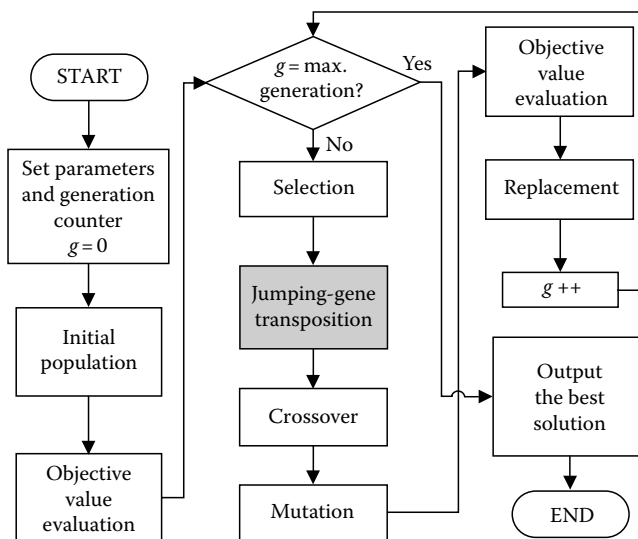 START
Set parameters
and generation
counter
g = 0
Initial
population
Objective
value
evaluation
g = max.
generation?
Yes
No
Selection
Jumping-gene
transposition
Crossover
Mutation
Objective
value
evaluation
Replacement
g ++
Output
the best
solution
END